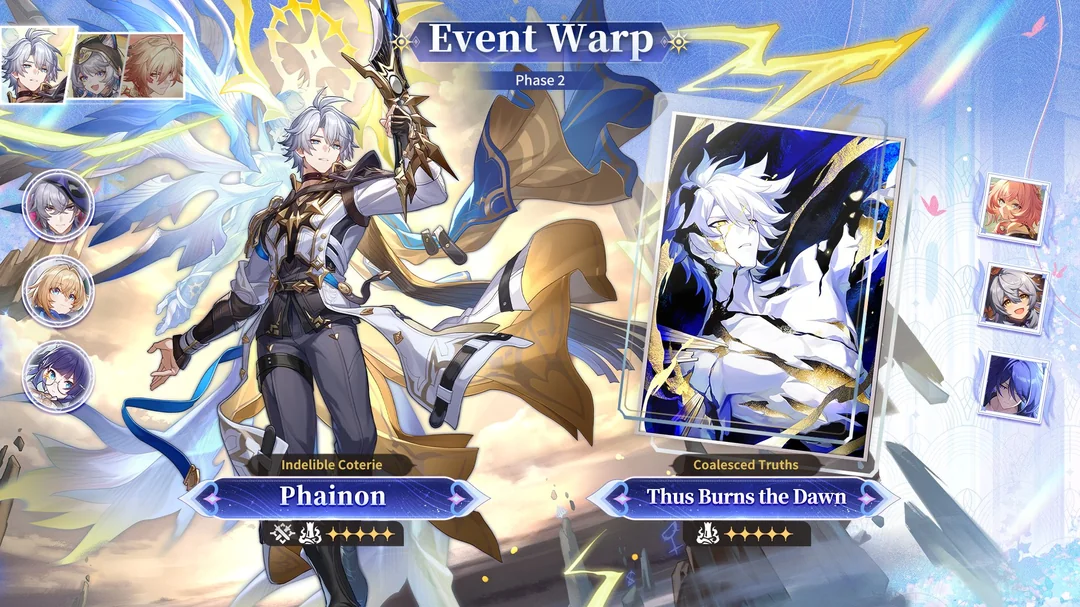 Event Warp
Phase 2
Indelible Coterie
Phainon
Coalesced Truths
Thus Burns the Dawn